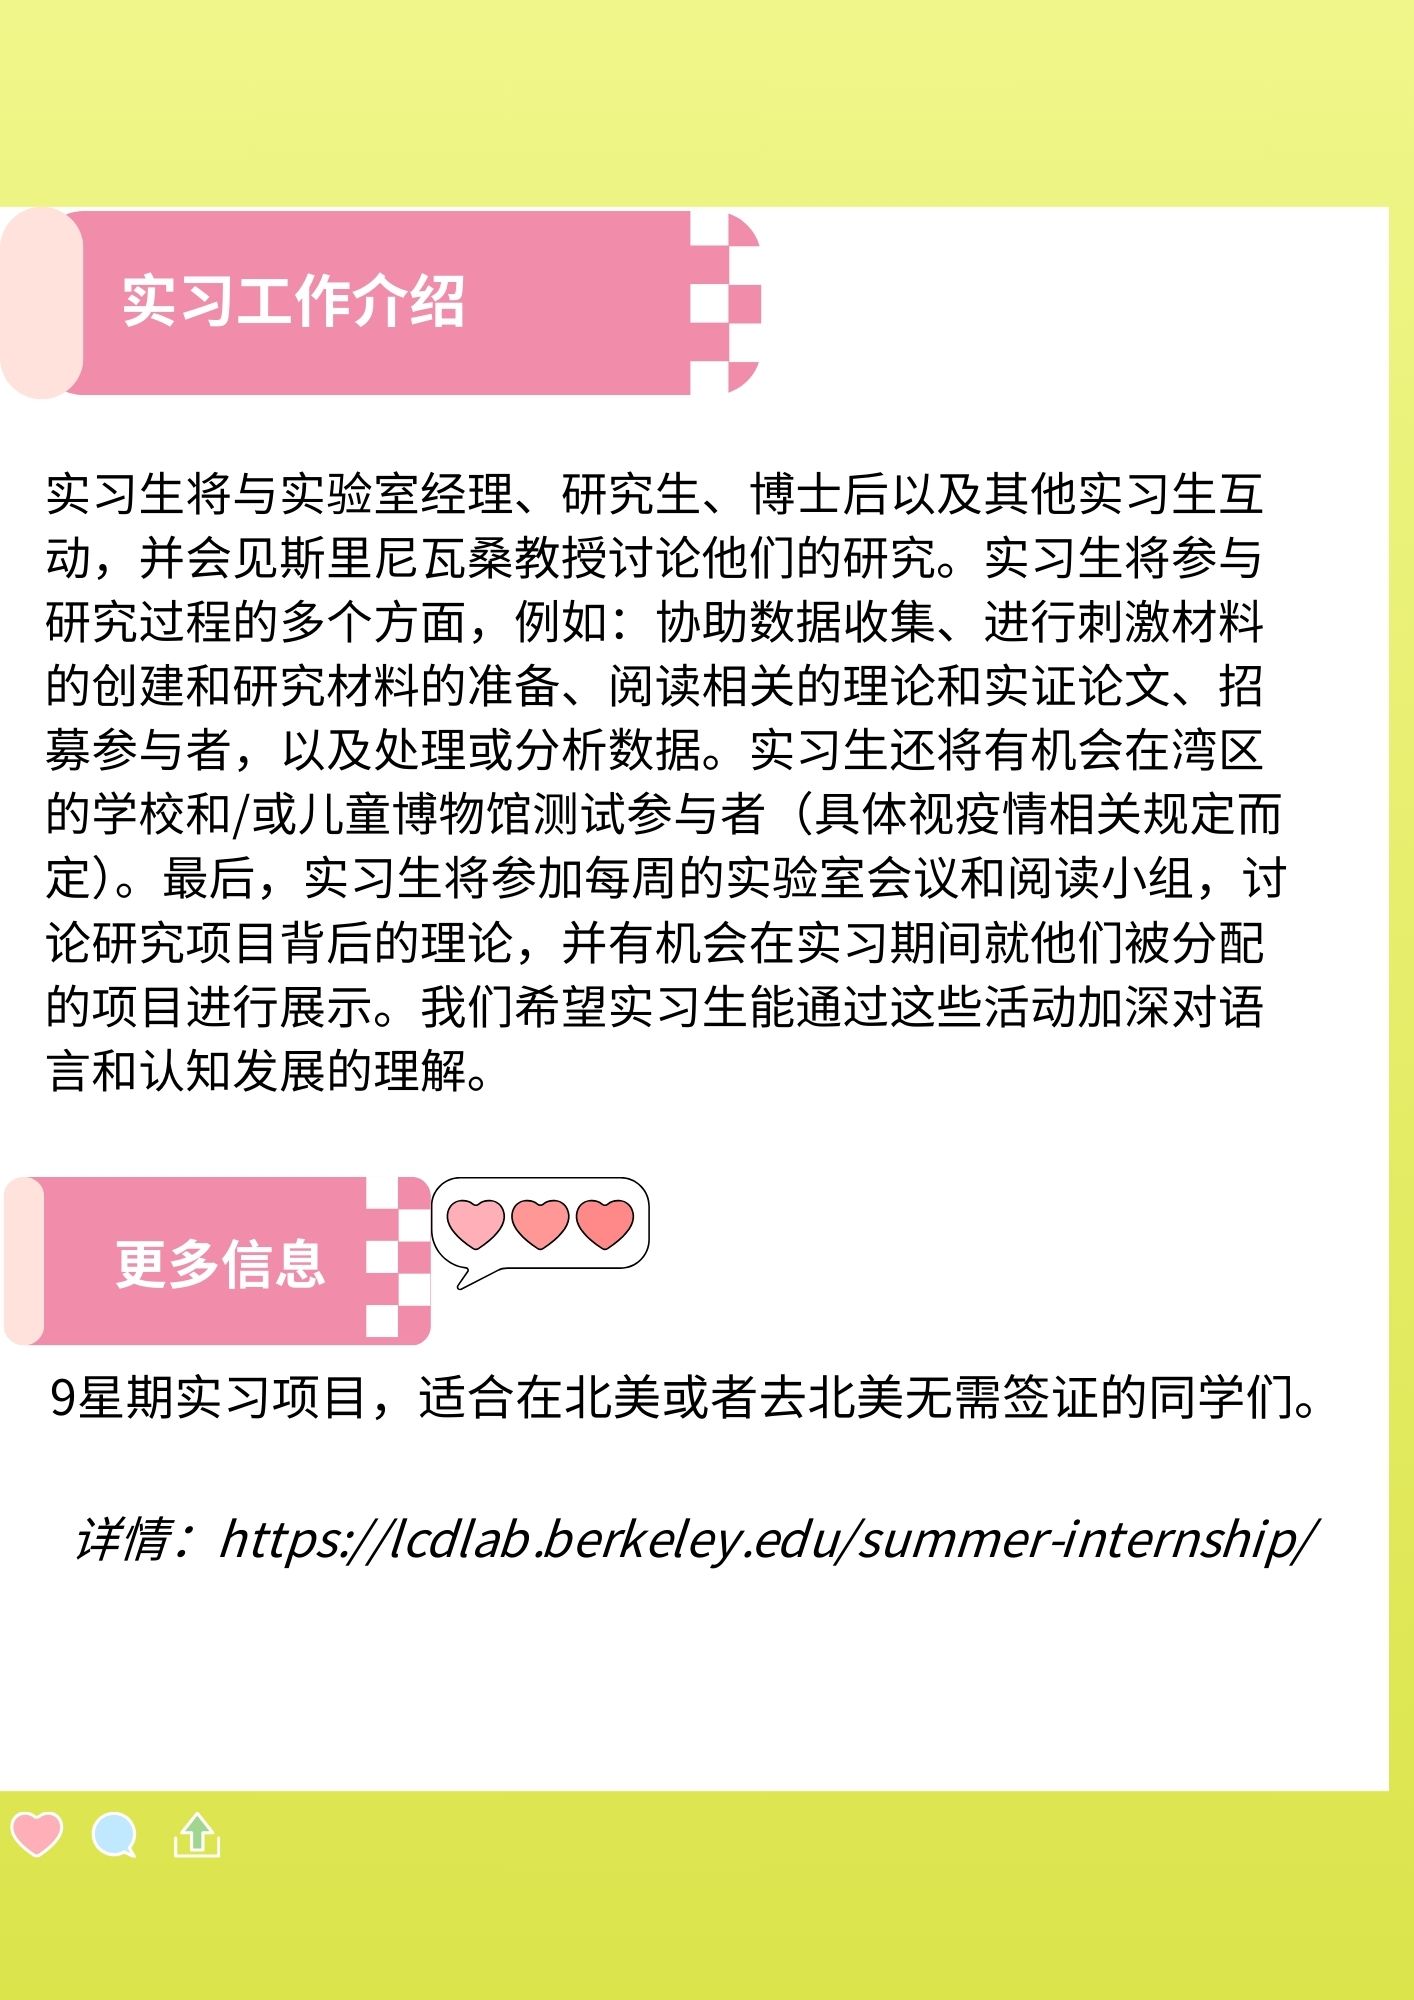 实习工作介绍
实习生将与实验室经理、研究生、博士后以及其他实习生互
动，并会见斯里尼瓦桑教授讨论他们的研究。实习生将参与
研究过程的多个方面，例如：协助数据收集、进行刺激材料
的创建和研究材料的准备、阅读相关的理论和实证论文、招
募参与者，以及处理或分析数据。实习生还将有机会在湾区
的学校和/或儿童博物馆测试参与者（具体视疫情相关规定而
定）。最后，实习生将参加每周的实验室会议和阅读小组，讨
论研究项目背后的理论，并有机会在实习期间就他们被分配
的项目进行展示。我们希望实习生能通过这些活动加深对语
言和认知发展的理解。
更多信息
9星期实习项目，适合在北美或者去北美无需签证的同学们。
详情：https://lcdlab.berkeley.edu/summer-internship/